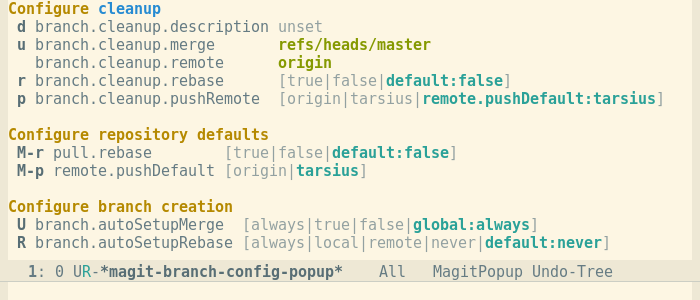 Configure cleanup
d branch.cleanup.description unset
u branch.cleanup.merge refs/heads/master
branch.cleanup.remote origin
r branch.cleanup.rebase [true|false|default:false]
p branch.cleanup.pushRemote [origin|tarsius|remote.pushDefault:tarsius]
Configure repository defaults
M-r pull.rebase [true|false|default:false]
M-p remote.pushDefault [origin|tarsius]
Configure branch creation
U branch.autoSetupMerge [always|true|false|global:always]
R branch.autoSetupRebase [always|local|remote|never|default:never]
1: 0 UR-*magit-branch-config-popup* All MagitPopup Undo-Tree